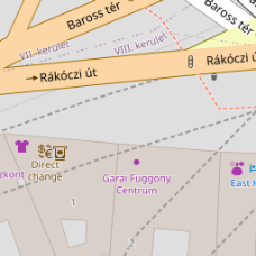 Baross tér
Baross tér
VII. kerület
VIII. kerület
→Rákóczi út
Rákóczi
Direct
change
Garai Függöny
Centrum
East
1
2